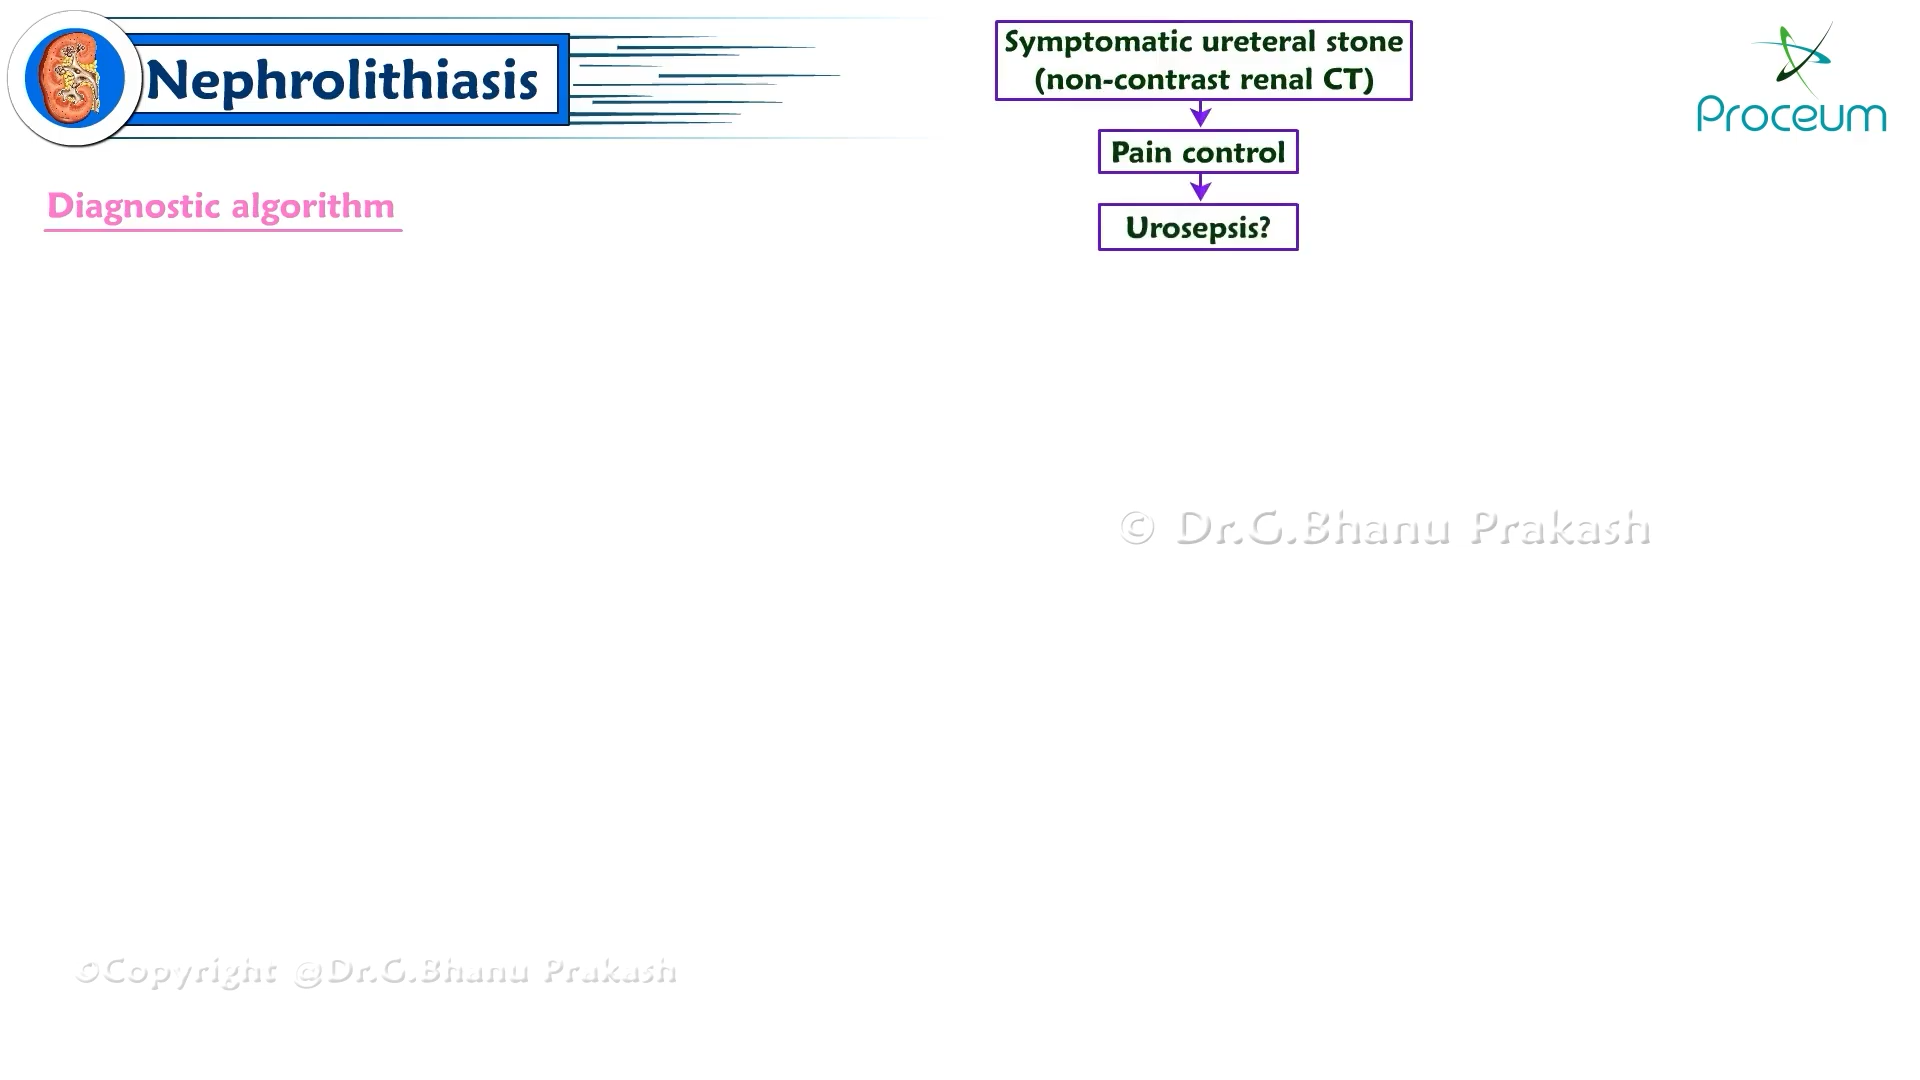 Nephrolithiasis
Symptomatic ureteral stone
(non-contrast renal CT)
Proceum
Pain control
Diagnostic algorithm
Urosepsis?
© Dr.G.Bhanu Prakash
©Copyright @Dr.G.Bhanu Prakash